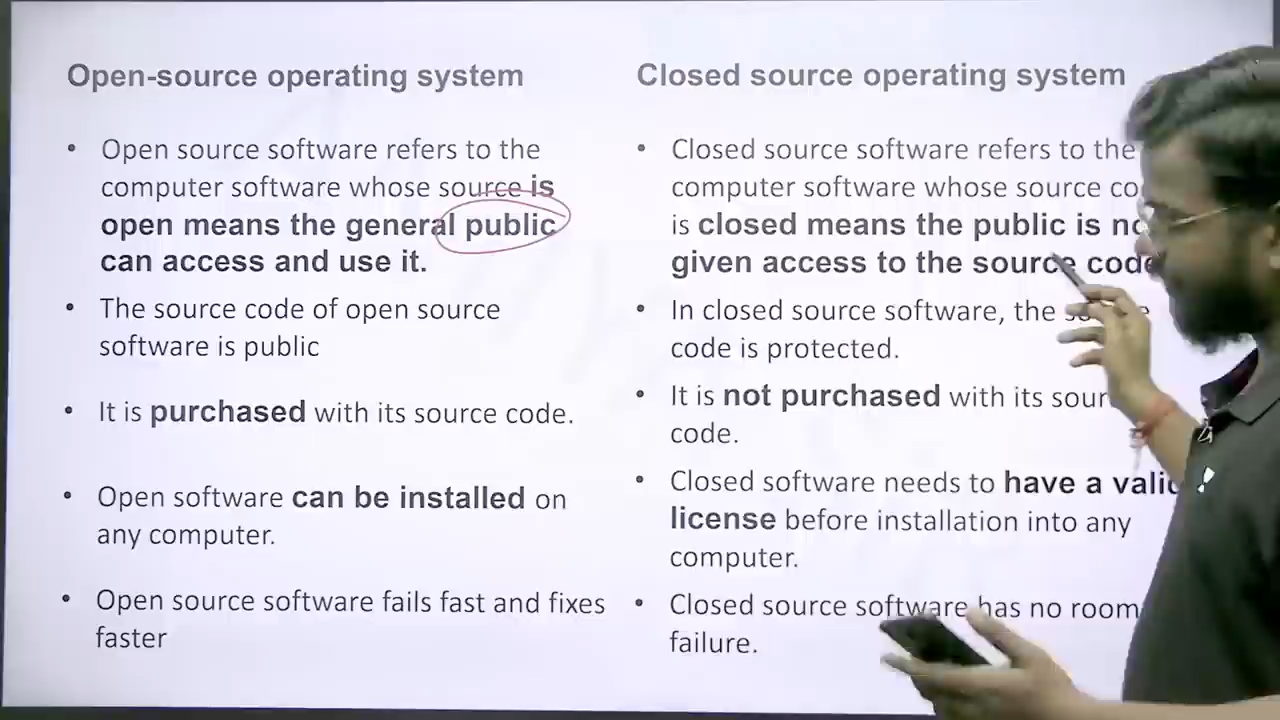 Open-source operating system
• Open source software refers to the
computer software whose source is
open means the general public
can access and use it.
• The source code of open source
software is public
• It is purchased with its source code.
• Open software can be installed on
any computer.
• Open source software fails fast and fixes
faster
Closed source operating system
• Closed source software refers to the
computer software whose source
is closed means the public is
given access to the source code
• In closed source software, the
code is protected.
• It is not purchased with its
code.
• Closed software needs to have a
license before installation into any
computer.
• Closed source software has no room
failure.